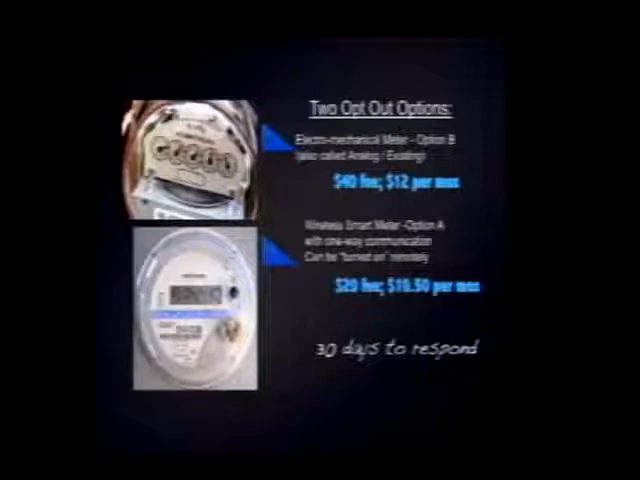 Two Opt Out Options:
Electro-mechanical Meter - Option B
(also called Analog / Existing)
$40 fee; $12 per mos
Wireless Smart Meter -Option A
with one-way communication
Can be "turned on" remotely
$20 fee; $10.50 per mos
30 days to respond